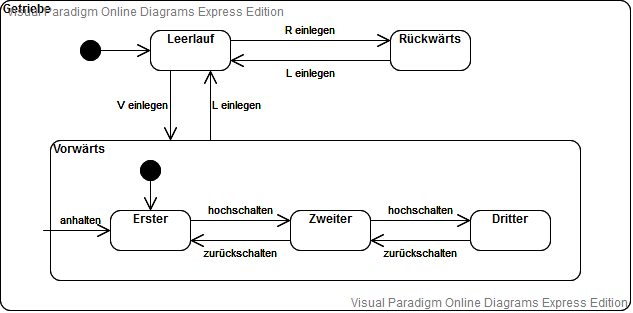 Getriebe
Visual Paradigm Online Diagrams Express Edition
Leerlauf
R einlegen
Rückwärts
L einlegen
V einlegen
L einlegen
Vorwärts
anhalten
Erster
hochschalten
Zweiter
hochschalten
Dritter
zurückschalten
zurückschalten
Visual Paradigm Online Diagrams Express Edition